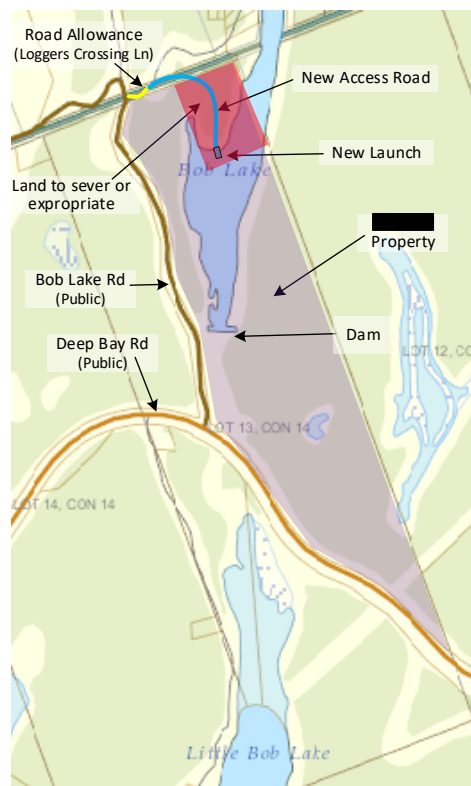 Road Allowance
(Loggers Crossing Ln)
New Access Road
New Launch
Bob Lake
Land to sever or
expropriate
Property
Bob Lake Rd
(Public)
Dam
Deep Bay Rd
(Public)
LOT 12, CO
LOT 13, CON 14
LOT 14, CON 14
Little Bob Lake